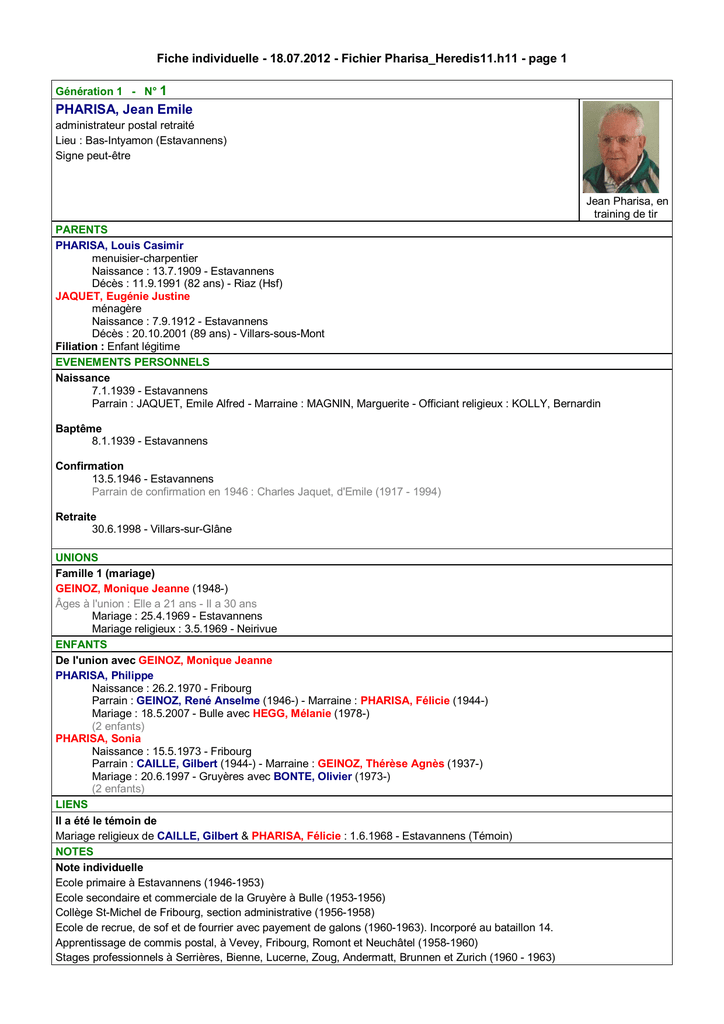 Fiche individuelle - 18.07.2012 - Fichier Pharisa_Heredis11.h11 - page 1
Génération 1 - N° 1
PHARISA, Jean Emile
administrateur postal retraité
Lieu : Bas-Intyamon (Estavannens)
Signe peut-être
Jean Pharisa, en
training de tir
PARENTS
PHARISA, Louis Casimir
menuisier-charpentier
Naissance : 13.7.1909 - Estavannens
Décès : 11.9.1991 (82 ans) - Riaz (Hsf)
JAQUET, Eugénie Justine
ménagère
Naissance : 7.9.1912 - Estavannens
Décès : 20.10.2001 (89 ans) - Villars-sous-Mont
Filiation : Enfant légitime
EVENEMENTS PERSONNELS
Naissance
7.1.1939 - Estavannens
Parrain : JAQUET, Emile Alfred - Marraine : MAGNIN, Marguerite - Officiant religieux : KOLLY, Bernardin
Baptême
8.1.1939 - Estavannens
Confirmation
13.5.1946 - Estavannens
Parrain de confirmation en 1946 : Charles Jaquet, d'Emile (1917 - 1994)
Retraite
30.6.1998 - Villars-sur-Glâne
UNIONS
Famille 1 (mariage)
GEINOZ, Monique Jeanne (1948-)
Âges à l'union : Elle a 21 ans - Il a 30 ans
Mariage : 25.4.1969 - Estavannens
Mariage religieux : 3.5.1969 - Neirivue
ENFANTS
De l'union avec GEINOZ, Monique Jeanne
PHARISA, Philippe
Naissance : 26.2.1970 - Fribourg
Parrain : GEINOZ, René Anselme (1946-) - Marraine : PHARISA, Félicie (1944-)
Mariage : 18.5.2007 - Bulle avec HEGG, Mélanie (1978-)
(2 enfants)
PHARISA, Sonia
Naissance : 15.5.1973 - Fribourg
Parrain : CAILLE, Gilbert (1944-) - Marraine : GEINOZ, Thérèse Agnès (1937-)
Mariage : 20.6.1997 - Gruyères avec BONTE, Olivier (1973-)
(2 enfants)
LIENS
Il a été le témoin de
Mariage religieux de CAILLE, Gilbert & PHARISA, Félicie : 1.6.1968 - Estavannens (Témoin)
NOTES
Note individuelle
Ecole primaire à Estavannens (1946-1953)
Ecole secondaire et commerciale de la Gruyère à Bulle (1953-1956)
Collège St-Michel de Fribourg, section administrative (1956-1958)
Ecole de recrue, de sof et de fourrier avec payement de galons (1960-1963). Incorporé au bataillon 14.
Apprentissage de commis postal, à Vevey, Fribourg, Romont et Neuchâtel (1958-1960)
Stages professionnels à Serrières, Bienne, Lucerne, Zoug, Andermatt, Brunnen et Zurich (1960 - 1963)